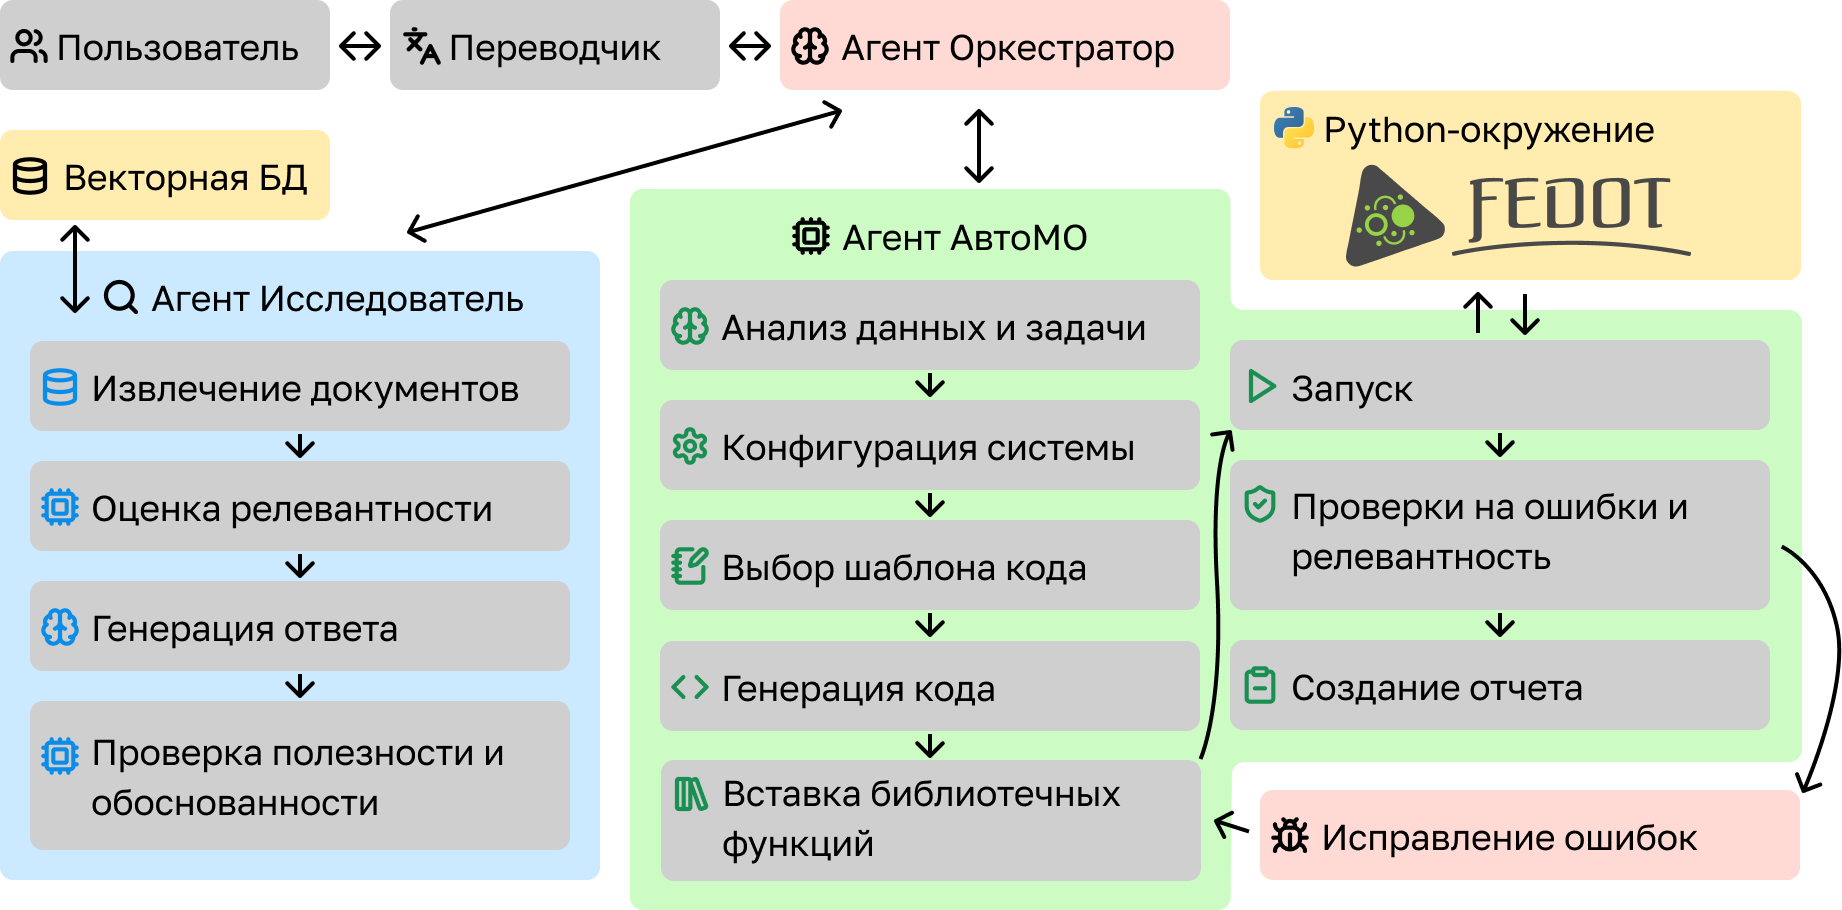 Пользователь
Переводчик
Агент Оркестратор
Векторная БД
Агент Исследователь
Извлечение документов
Оценка релевантности
Генерация ответа
Проверка полезности и
обоснованности
Агент АвтоМО
Анализ данных и задачи
Конфигурация системы
Выбор шаблона кода
Генерация кода
Вставка библиотечных
функций
Python-окружение
FEDOT
Запуск
Проверки на ошибки и
релевантность
Создание отчета
Исправление ошибок